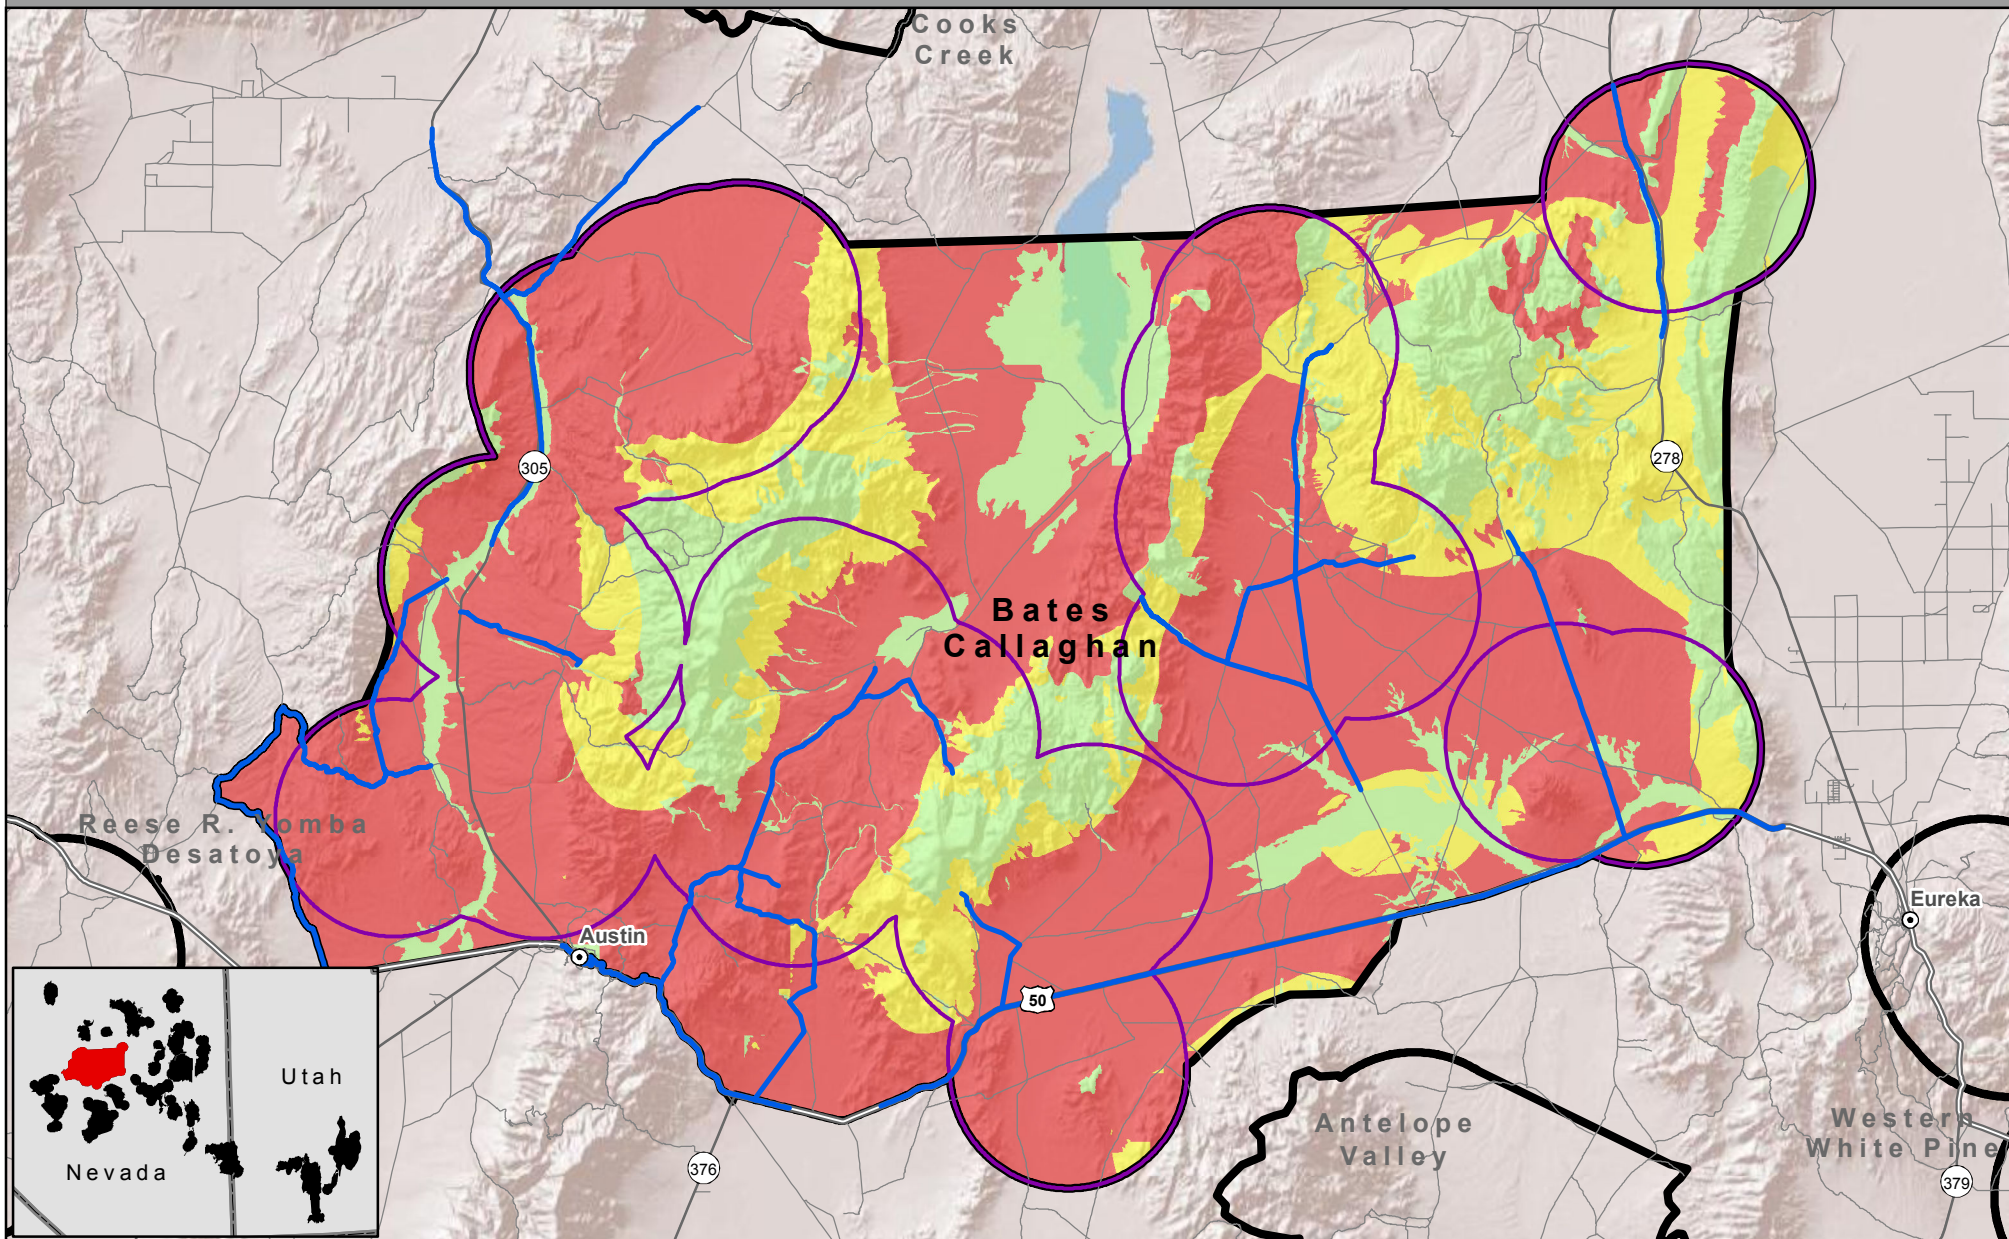 Cooks
Creek
305
278
Bates
Callaghan
Reese R. Yomba
Desatoya
Eureka
Austin
50
Utah
Nevada
Antelope
Valley
Western
White Pine
376
379